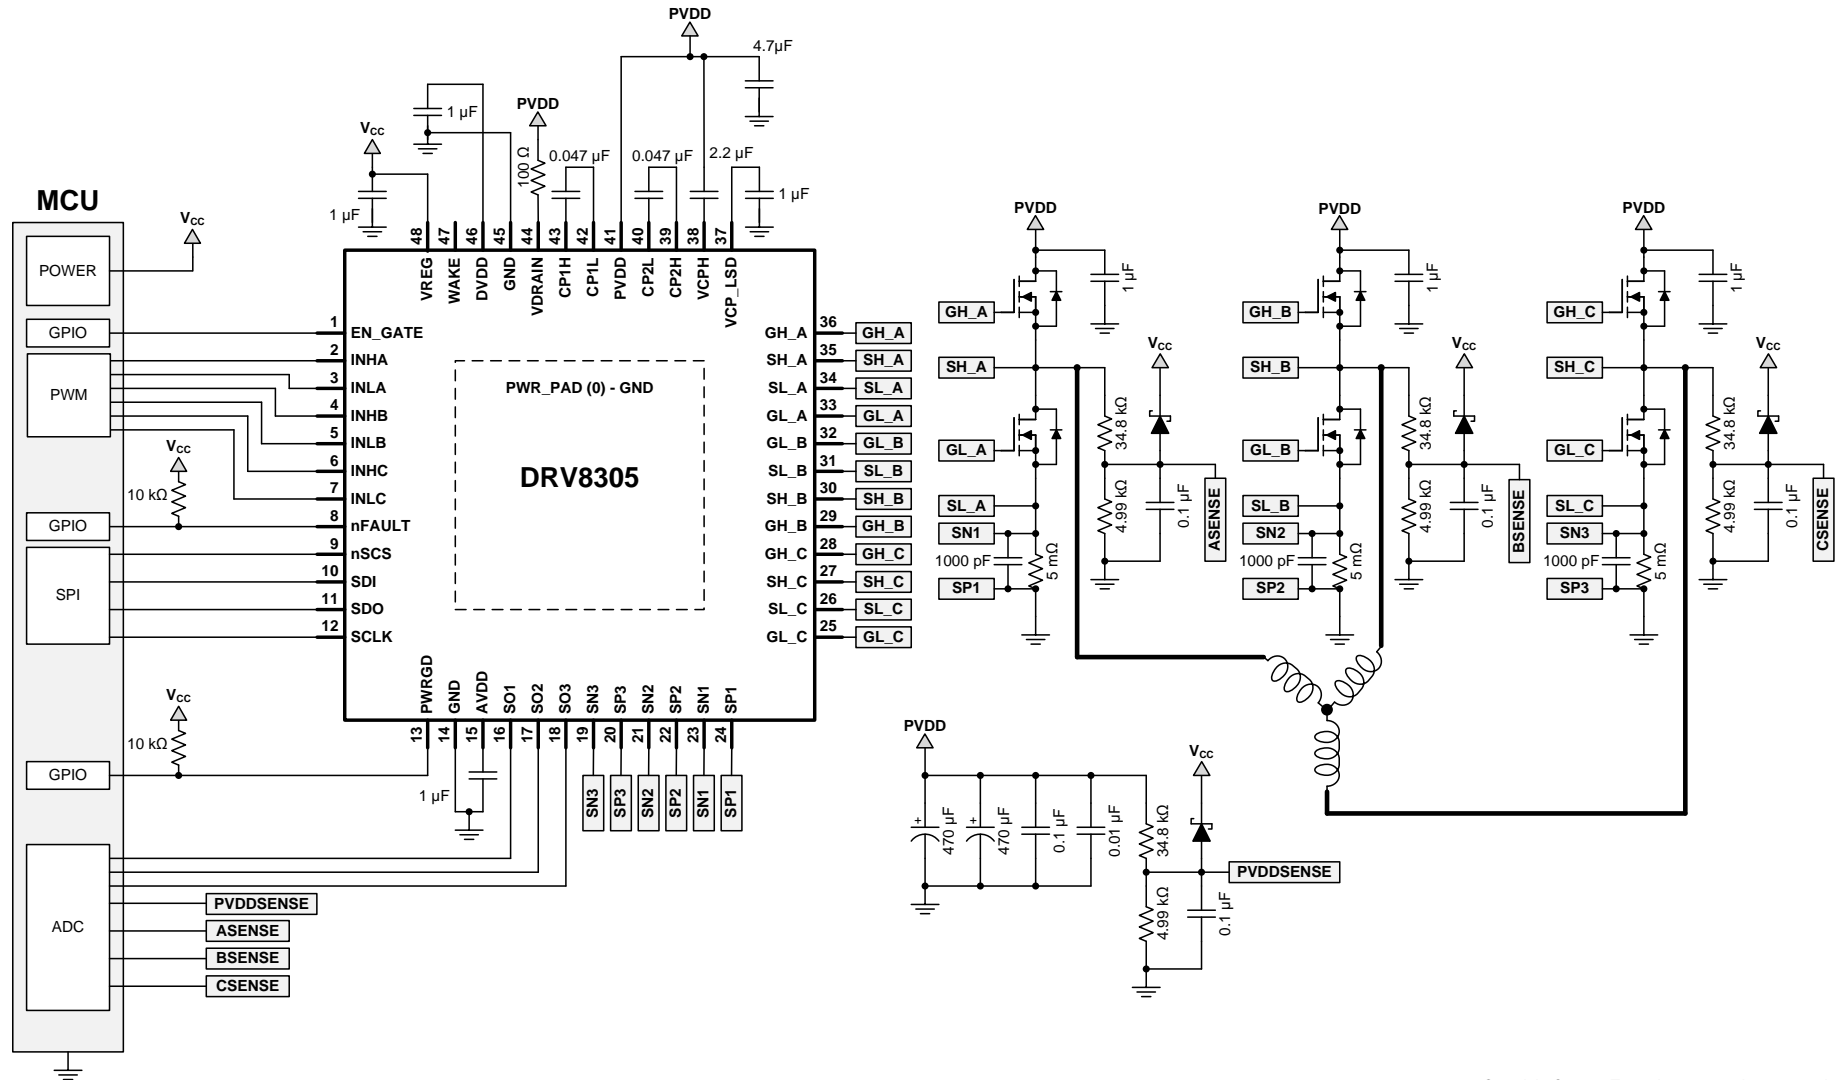 PVDD
4.7µF
1 µF
PVDD
VCC
100 Ω
0.047 µF
0.047 µF
2.2 µF
1 µF
1 µF
MCU
VCC
POWER
GPIO
PWM
VCC
10 kΩ
GPIO
SPI
VCC
10 kΩ
GPIO
ADC
48
47
46
45
44
43
42
41
40
39
38
37
VREG
WAKE
DVDD
GND
VDRAIN
CP1H
CP1L
PVDD
CP2L
CP2H
VCPH
VCP_LSD
1 EN_GATE
2 INHA
3 INLA
4 INHB
5 INLB
6 INHC
7 INLC
8 nFAULT
9 nSCS
10 SDI
11 SDO
12 SCLK
PWR_PAD (0) - GND
DRV8305
GH_A 36 GH_A
SH_A 35 SH_A
SL_A 34 SL_A
GL_A 33 GL_A
GL_B 32 GL_B
SL_B 31 SL_B
SH_B 30 SH_B
GH_B 29 GH_B
GH_C 28 GH_C
SH_C 27 SH_C
SL_C 26 SL_C
GL_C 25 GL_C
PWRGD
GND
AVDD
SO1
SO2
SO3
SN3
SP3
SN2
SP2
SN1
SP1
13
14
15
16
17
18
19
20
21
22
23
24
1 µF
SN3
SP3
SN2
SP2
SN1
SP1
PVDDSENSE
ASENSE
BSENSE
CSENSE
PVDD
1 µF
GH_A
SH_A
VCC
34.8 kΩ
GL_A
4.99 kΩ
0.1 µF
ASENSE
SL_A
SN1
1000 pF
5 mΩ
SP1
PVDD
1 µF
GH_B
SH_B
VCC
34.8 kΩ
GL_B
4.99 kΩ
0.1 µF
BSENSE
SL_B
SN2
1000 pF
5 mΩ
SP2
PVDD
1 µF
GH_C
SH_C
VCC
34.8 kΩ
GL_C
4.99 kΩ
0.1 µF
CSENSE
SL_C
SN3
1000 pF
5 mΩ
SP3
PVDD
VCC
+
470 µF
+
470 µF
0.1 µF
0.01 µF
34.8 kΩ
PVDDSENSE
4.99 kΩ
0.1 µF